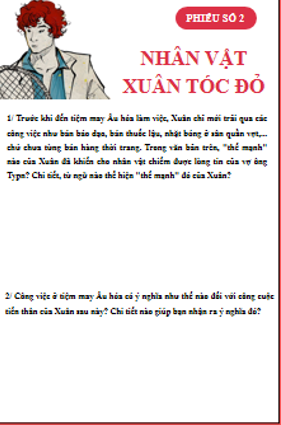 PHIẾU SỐ 2
NHÂN VẬT
XUÂN TÓC ĐỎ
1/ Trước khi đến tiệm may Âu hóa làm việc, Xuân chỉ mới trải qua các
công việc như bán báo dạo, bán thuốc lậu, nhặt bóng ở sân quần vợt,...
chứ chưa từng bán hàng thời trang. Trong văn bản trên, "thế mạnh"
nào của Xuân đã khiến cho nhân vật chiếm được lòng tin của vợ ông
Typn? Chi tiết, từ ngữ nào thể hiện "thế mạnh" đó của Xuân?
2/ Công việc ở tiệm may Âu hóa có ý nghĩa như thế nào đối với công cuộc
tiến thân của Xuân sau này? Chi tiết nào giúp bạn nhận ra ý nghĩa đó?